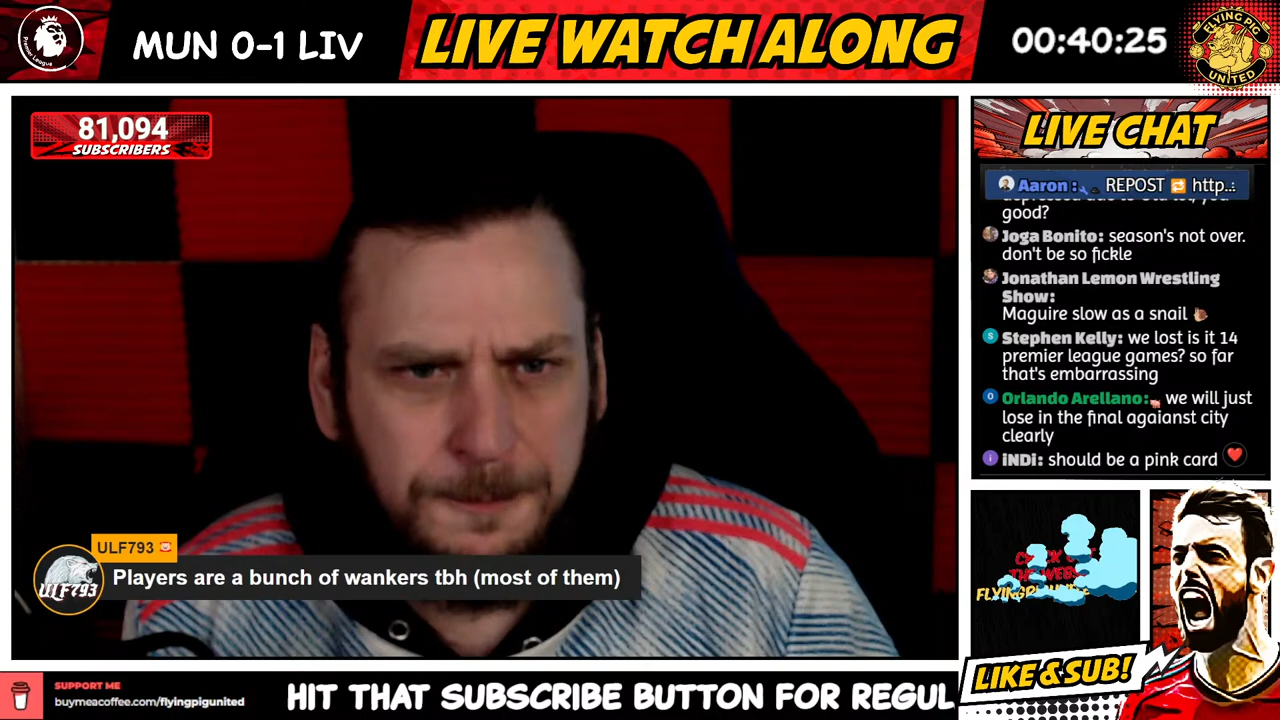 MUN 0-1 LIV
LIVE WATCH ALONG
00:40:25
Premier League
FLYING PIG
UNITED
81,094
SUBSCRIBERS
LIVE CHAT
Aaron : REPOST http..:
good?
Joga Bonito: season's not over.
don't be so fickle
Jonathan Lemon Wrestling
Show:
Maguire slow as a snail
Stephen Kelly: we lost is it 14
premier league games? so far
that's embarrassing
Orlando Arellano: we will just
lose in the final agaianst city
clearly
iNDi: should be a pink card
ULF793
ULF793
Players are a bunch of wankers tbh (most of them)
LIKE & SUB!
SUPPORT ME
buymeacoffee.com/flyingpigunited
HIT THAT SUBSCRIBE BUTTON FOR REGUL